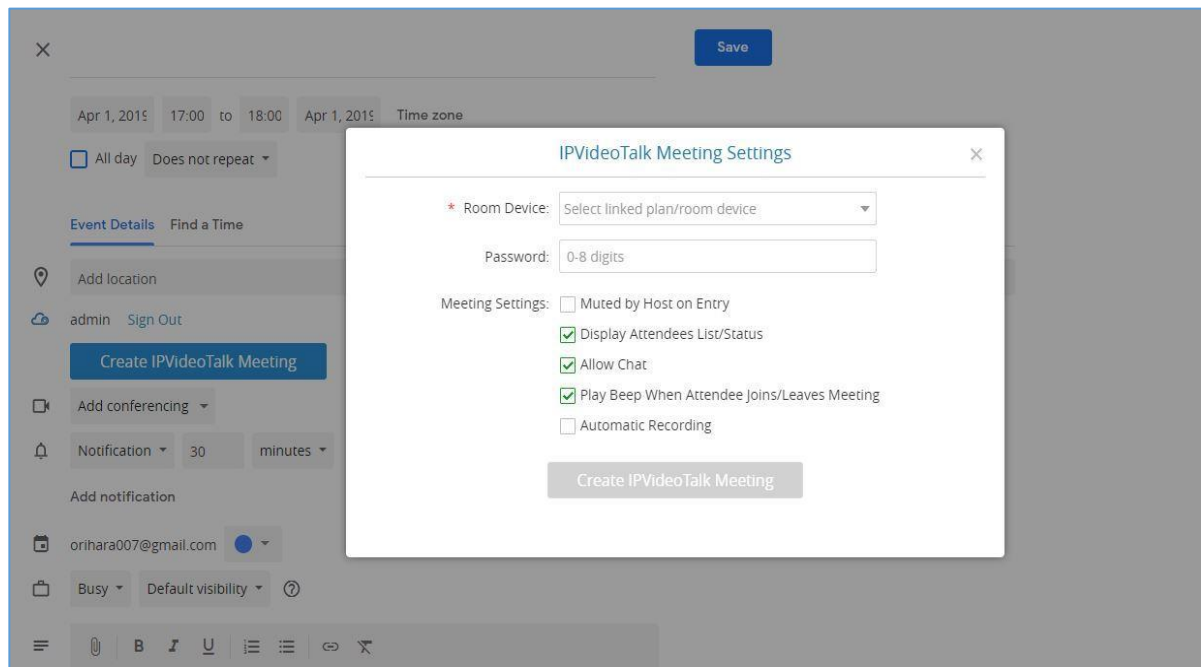 Save
Apr 1, 2019 17:00 to 18:00 Apr 1, 2019 Time zone
All day Does not repeat
Event Details Find a Time
Add location
admin Sign Out
Create IPVideoTalk Meeting
Add conferencing
Notification 30 minutes
Add notification
orihara007@gmail.com
Busy Default visibility
B I U
IPVideoTalk Meeting Settings
* Room Device: Select linked plan/room device
Password: 0-8 digits
Meeting Settings: Muted by Host on Entry
Display Attendees List/Status
Allow Chat
Play Beep When Attendee Joins/Leaves Meeting
Automatic Recording
Create IPVideoTalk Meeting